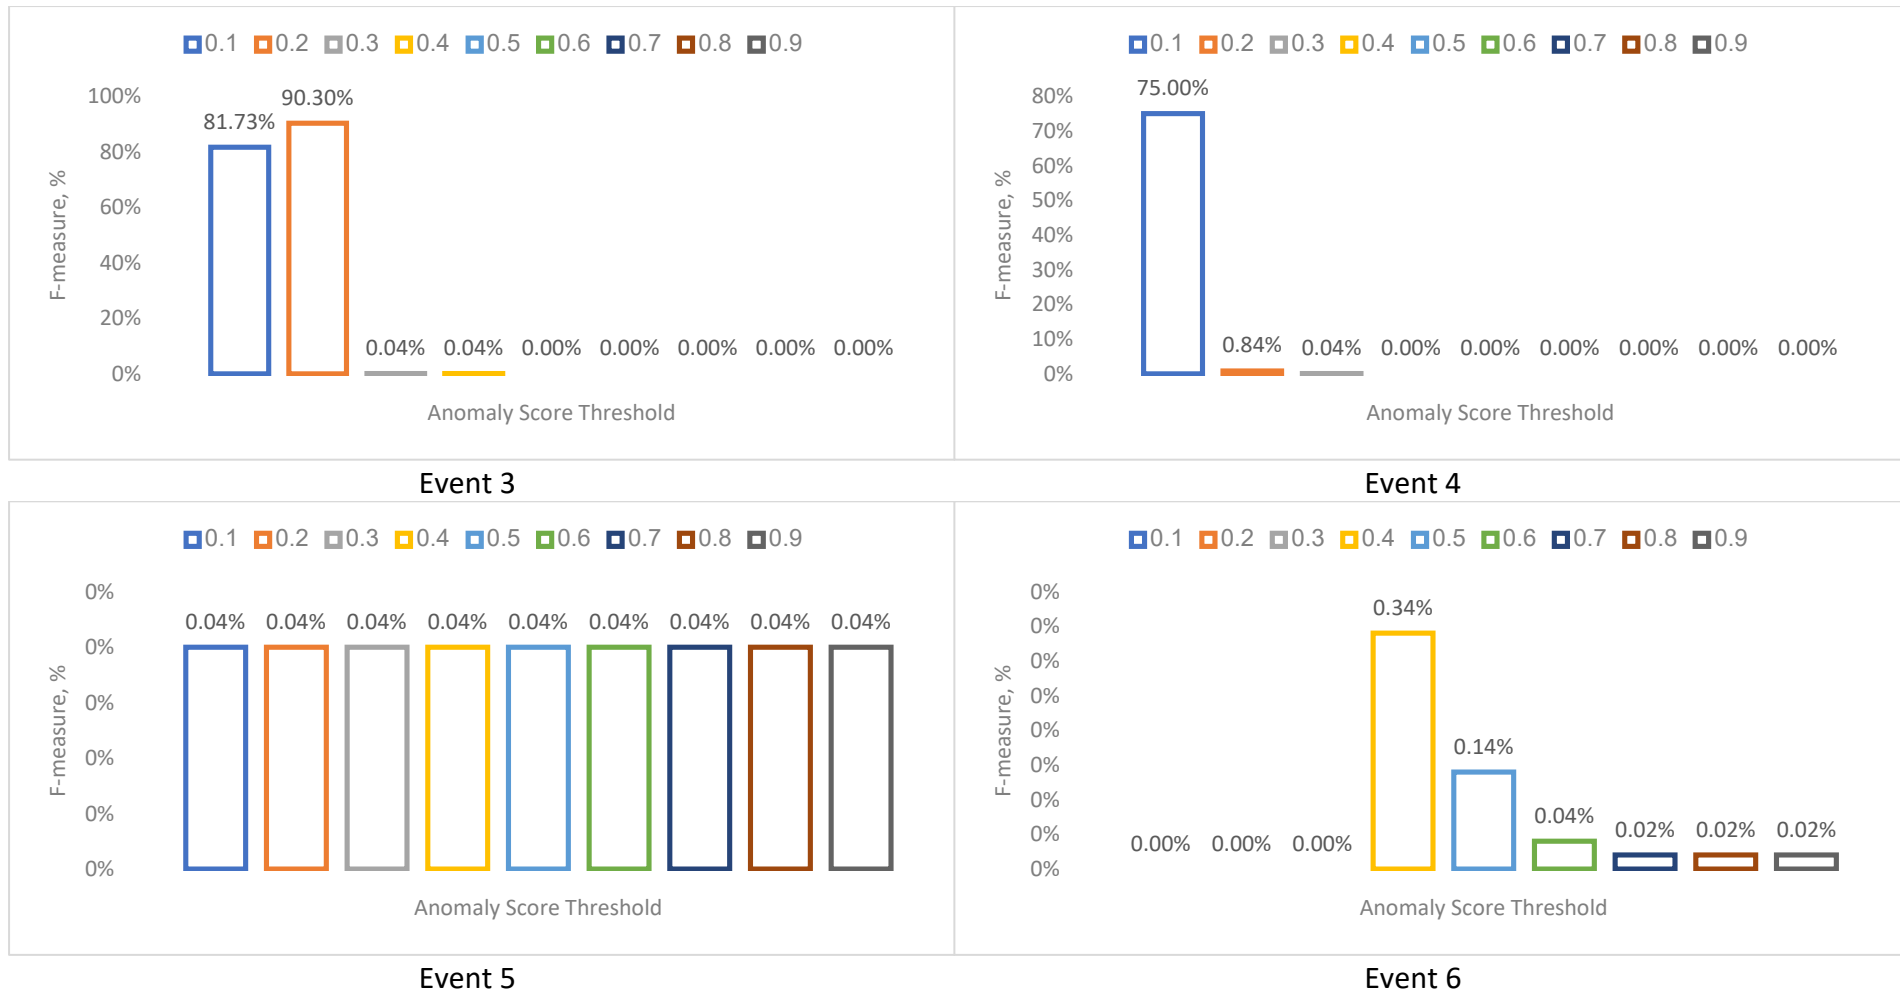 0.1 0.2 0.3 0.4 0.5 0.6 0.7 0.8 0.9
F-measure, %
100%
80%
60%
40%
20%
0%
81.73% 90.30% 0.04% 0.04% 0.00% 0.00% 0.00% 0.00% 0.00%
Anomaly Score Threshold
Event 3
0.1 0.2 0.3 0.4 0.5 0.6 0.7 0.8 0.9
F-measure, %
80%
70%
60%
50%
40%
30%
20%
10%
0%
75.00% 0.84% 0.04% 0.00% 0.00% 0.00% 0.00% 0.00% 0.00%
Anomaly Score Threshold
Event 4
0.1 0.2 0.3 0.4 0.5 0.6 0.7 0.8 0.9
F-measure, %
0%
0%
0%
0%
0%
0%
0.04% 0.04% 0.04% 0.04% 0.04% 0.04% 0.04% 0.04% 0.04%
Anomaly Score Threshold
Event 5
0.1 0.2 0.3 0.4 0.5 0.6 0.7 0.8 0.9
F-measure, %
0%
0%
0%
0%
0%
0%
0%
0%
0%
0.00% 0.00% 0.00% 0.34% 0.14% 0.04% 0.02% 0.02% 0.02%
Anomaly Score Threshold
Event 6